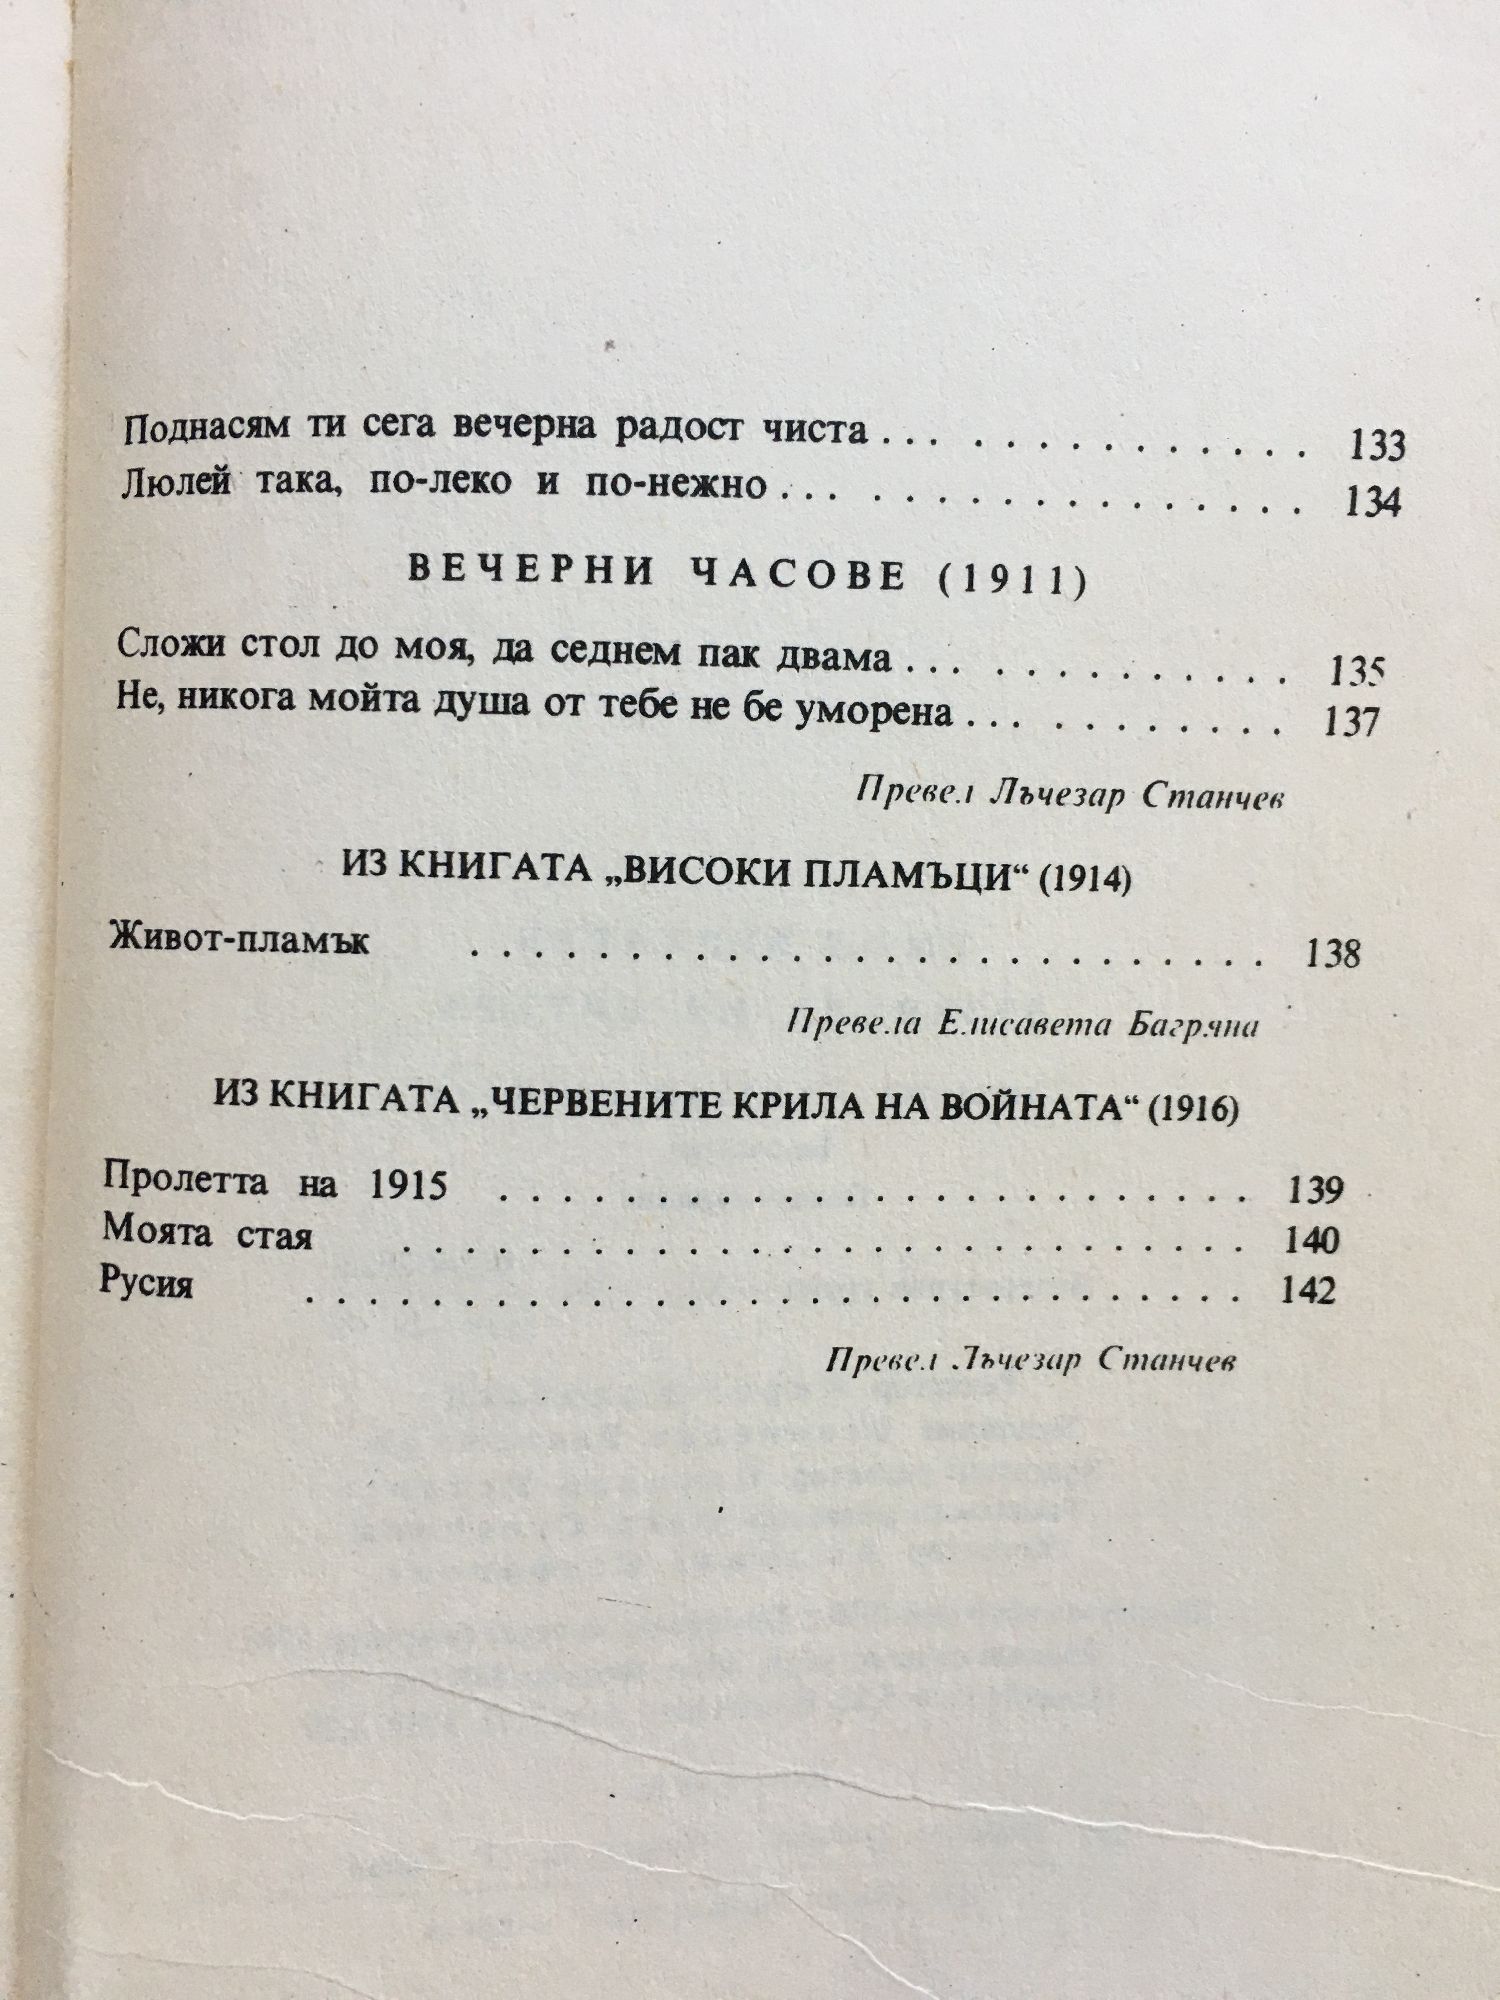 Поднасям ти сега вечерна радост чиста... . . . . . . . . . . . 133
Люлей така, по-леко и по-нежно... . . . . . . . . . . . . . . 134
ВЕЧЕРНИ ЧАСОВЕ (1911)
Сложи стол до моя, да седнем пак двама... . . . . . . . . . . 135
Не, никога мойта душа от тебе не бе уморена... . . . . . . . . 137
Превел Лъчезар Станчев
ИЗ КНИГАТА „ВИСОКИ ПЛАМЪЦИ“ (1914)
Живот-пламък . . . . . . . . . . . . . . . . . . . . . . . . . 138
Превела Елисавета Багряна
ИЗ КНИГАТА „ЧЕРВЕНИТЕ КРИЛА НА ВОЙНАТА“ (1916)
Пролетта на 1915 . . . . . . . . . . . . . . . . . . . . . . . . 139
Моята стая . . . . . . . . . . . . . . . . . . . . . . . . . . . 140
Русия . . . . . . . . . . . . . . . . . . . . . . . . . . . . . . 142
Превел Лъчезар Станчев